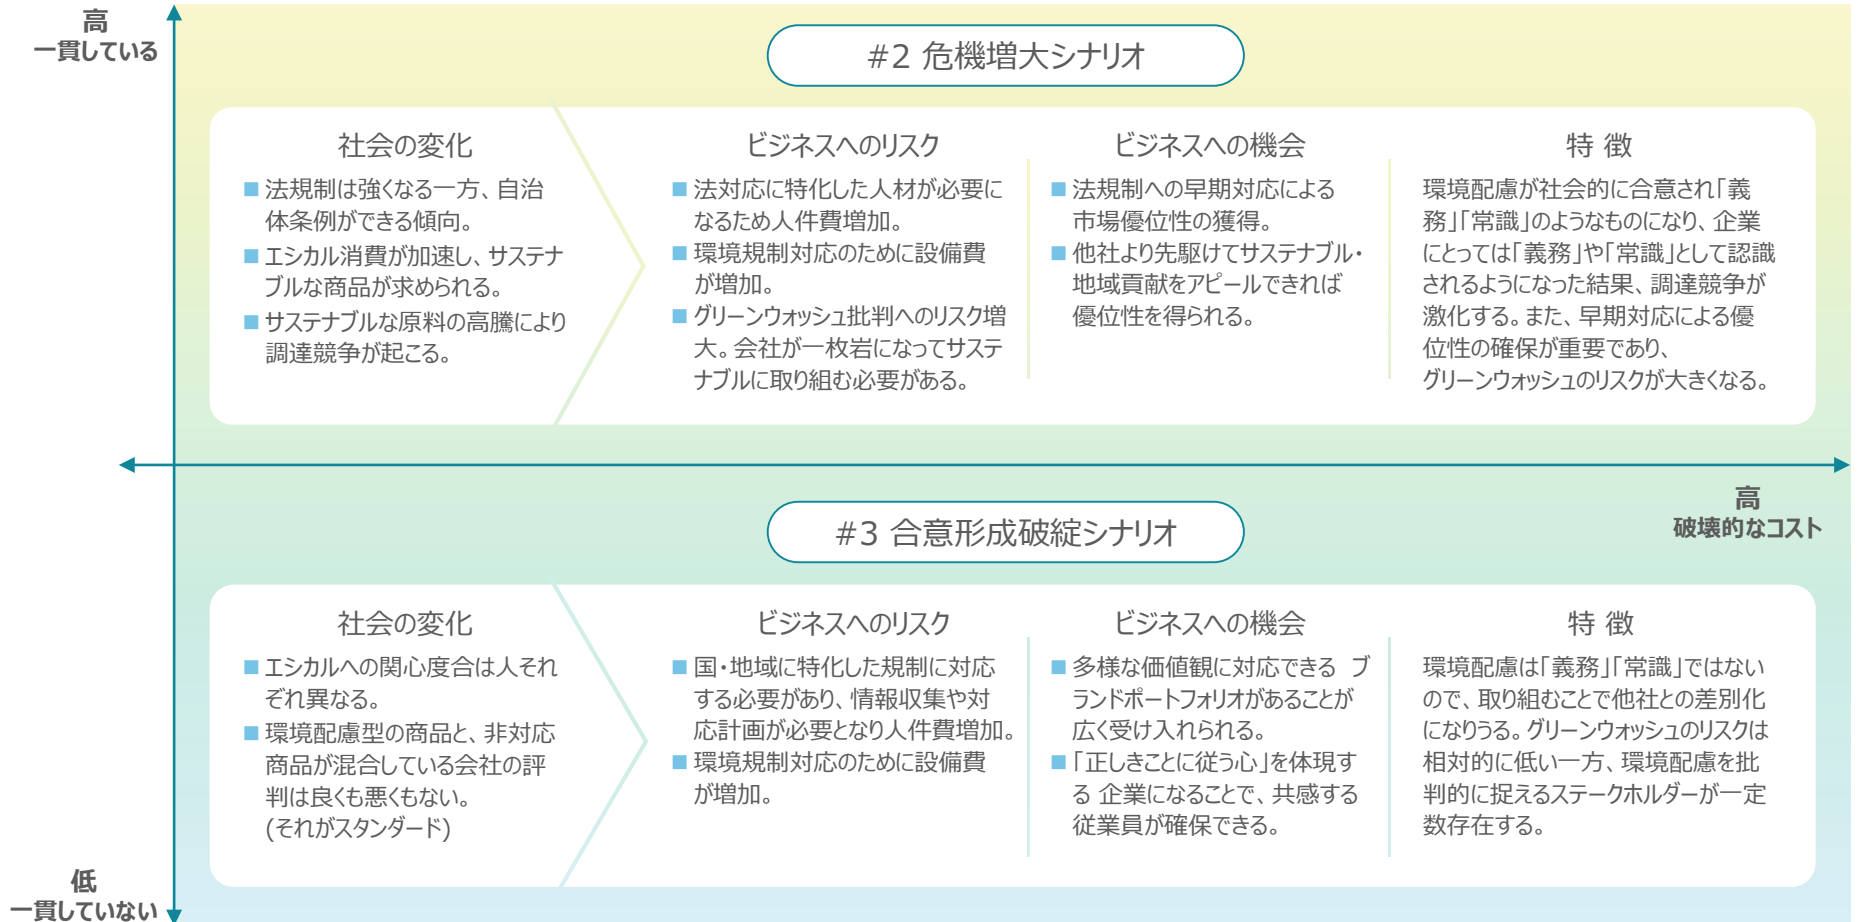 高
一貫している
#2 危機増大シナリオ
社会の変化
■ 法規制は強くなる一方、自治
体条例ができる傾向。
■ エシカル消費が加速し、サステナ
ブルな商品が求められる。
■ サステナブルな原料の高騰により
調達競争が起こる。
ビジネスへのリスク
■ 法対応に特化した人材が必要に
なるため人件費増加。
■ 環境規制対応のために設備費
が増加。
■ グリーンウォッシュ批判へのリスク増
大。会社が一枚岩になってサステ
ナブルに取り組む必要がある。
ビジネスへの機会
■ 法規制への早期対応による
市場優位性の獲得。
■ 他社より先駆けてサステナブル・
地域貢献をアピールできれば
優位性を得られる。
特 徴
環境配慮が社会的に合意され「義
務」「常識」のようなものになり、企業
にとっては「義務」や「常識」として認識
されるようになった結果、調達競争が
激化する。また、早期対応による優
位性の確保が重要であり、
グリーンウォッシュのリスクが大きくなる。
高
破壊的なコスト
#3 合意形成破綻シナリオ
社会の変化
■ エシカルへの関心度合は人それ
ぞれ異なる。
■ 環境配慮型の商品と、非対応
商品が混合している会社の評
判は良くも悪くもない。
(それがスタンダード)
ビジネスへのリスク
■ 国・地域に特化した規制に対応
する必要があり、情報収集や対
応計画が必要となり人件費増加。
■ 環境規制対応のために設備費
が増加。
ビジネスへの機会
■ 多様な価値観に対応できる ブ
ランドポートフォリオがあることが
広く受け入れられる。
■ 「正しきことに従う心」を体現す
る 企業になることで、共感する
従業員が確保できる。
特 徴
環境配慮は「義務」「常識」ではない
ので、取り組むことで他社との差別化
になりうる。グリーンウォッシュのリスクは
相対的に低い一方、環境配慮を批
判的に捉えるステークホルダーが一定
数存在する。
低
一貫していない